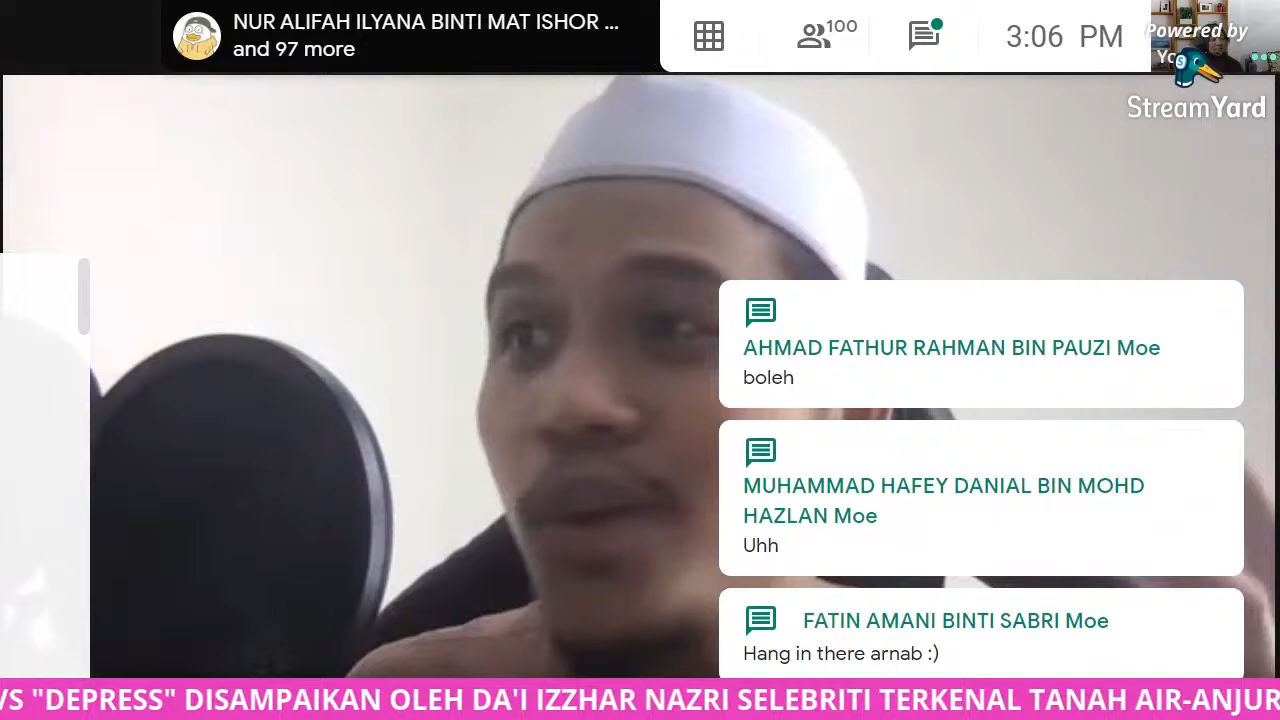 NUR ALIFAH ILYANA BINTI MAT ISHOR ...
and 97 more
100
3:06 PM
Powered by
StreamYard
AHMAD FATHUR RAHMAN BIN PAUZI Moe
boleh
MUHAMMAD HAFEY DANIAL BIN MOHD
HAZLAN Moe
Uhh
FATIN AMANI BINTI SABRI Moe
Hang in there arnab :)
VS "DEPRESS" DISAMPAIKAN OLEH DA'I IZZHAR NAZRI SELEBRITI TERKENAL TANAH AIR-ANJUR